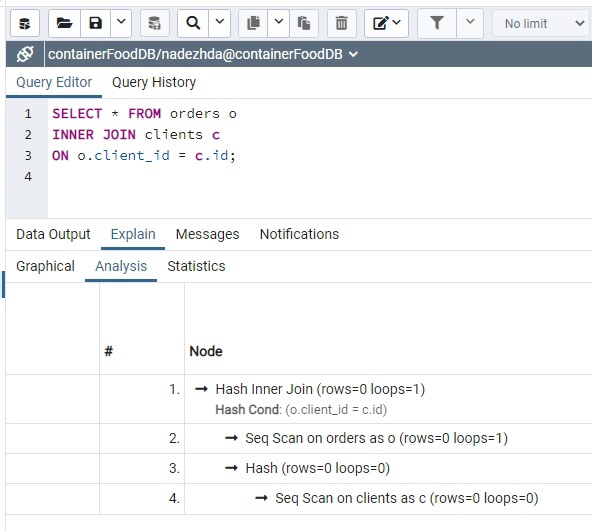 No limit
containerFoodDB/nadezhda@containerFoodDB
Query Editor Query History
1 SELECT * FROM orders o
2 INNER JOIN clients c
3 ON o.client_id = c.id;
4
Data Output Explain Messages Notifications
Graphical Analysis Statistics
# Node
1. → Hash Inner Join (rows=0 loops=1)
Hash Cond: (o.client_id = c.id)
2. → Seq Scan on orders as o (rows=0 loops=1)
3. → Hash (rows=0 loops=0)
4. → Seq Scan on clients as c (rows=0 loops=0)